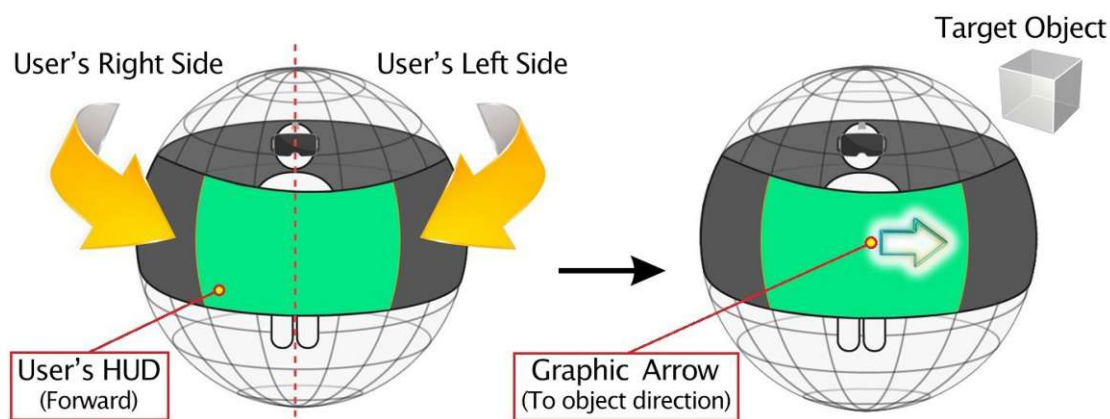 User's Right Side
User's Left Side
Target Object
User's HUD
(Forward)
Graphic Arrow
(To object direction)